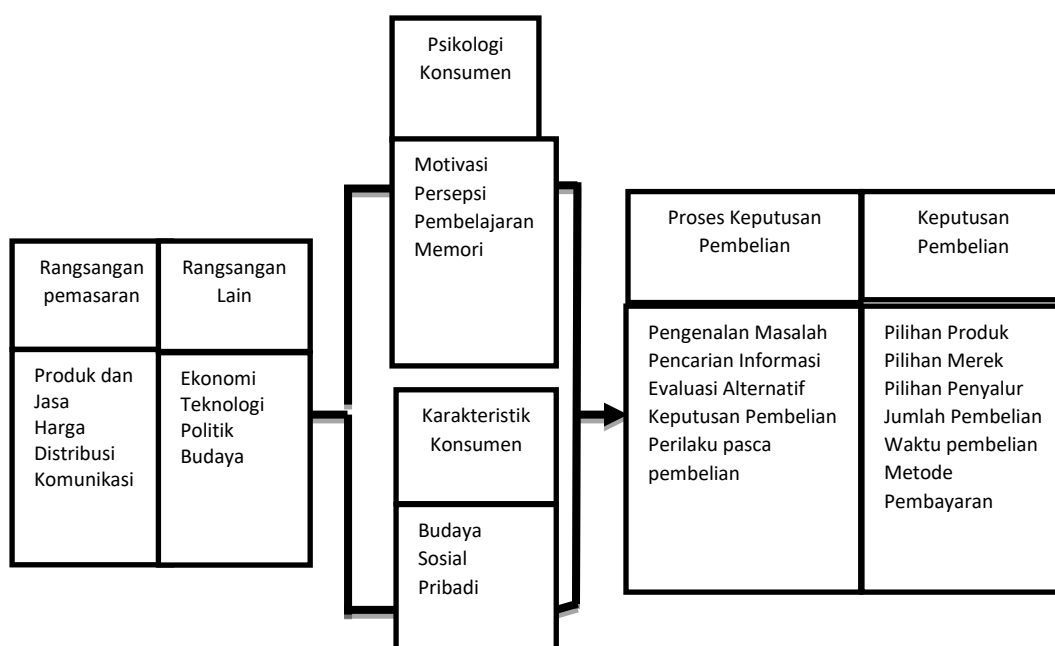 Rangsangan
pemasaran
Produk dan
Jasa
Harga
Distribusi
Komunikasi
Rangsangan
Lain
Ekonomi
Teknologi
Politik
Budaya
Psikologi
Konsumen
Motivasi
Persepsi
Pembelajaran
Memori
Karakteristik
Konsumen
Budaya
Sosial
Pribadi
Proses Keputusan
Pembelian
Pengenalan Masalah
Pencarian Informasi
Evaluasi Alternatif
Keputusan Pembelian
Perilaku pasca
pembelian
Keputusan
Pembelian
Pilihan Produk
Pilihan Merek
Pilihan Penyalur
Jumlah Pembelian
Waktu pembelian
Metode
Pembayaran